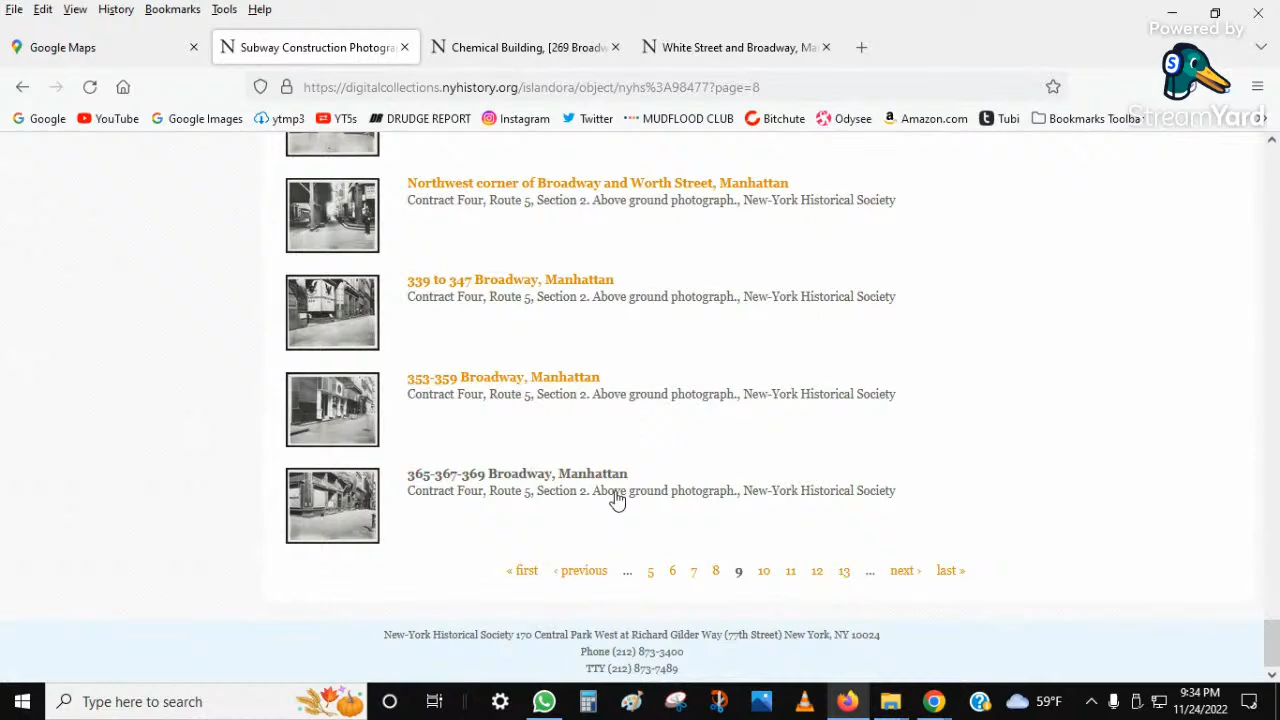 File Edit View History Bookmarks Tools Help
Powered by
Google Maps
Subway Construction Photogra
Chemical Building, [269 Broadw
White Street and Broadway, Ma
https://digitalcollections.nyhistory.org/islandora/object/nyhs%3A98477?page=8
StreamYard
Google YouTube Google Images ytmp3 YT5s DRUDGE REPORT Instagram Twitter MUDFLOOD CLUB Bitchute Odysee Amazon.com Tubi Bookmarks Toolba
Northwest corner of Broadway and Worth Street, Manhattan
Contract Four, Route 5, Section 2. Above ground photograph., New-York Historical Society
339 to 347 Broadway, Manhattan
Contract Four, Route 5, Section 2. Above ground photograph., New-York Historical Society
353-359 Broadway, Manhattan
Contract Four, Route 5, Section 2. Above ground photograph., New-York Historical Society
365-367-369 Broadway, Manhattan
Contract Four, Route 5, Section 2. Above ground photograph., New-York Historical Society
« first ‹ previous ... 5 6 7 8 9 10 11 12 13 ... next › last »
New-York Historical Society 170 Central Park West at Richard Gilder Way (77th Street) New York, NY 10024
Phone (212) 873-3400
TTY (212) 873-7489
Type here to search
59°F
9:34 PM
11/24/2022